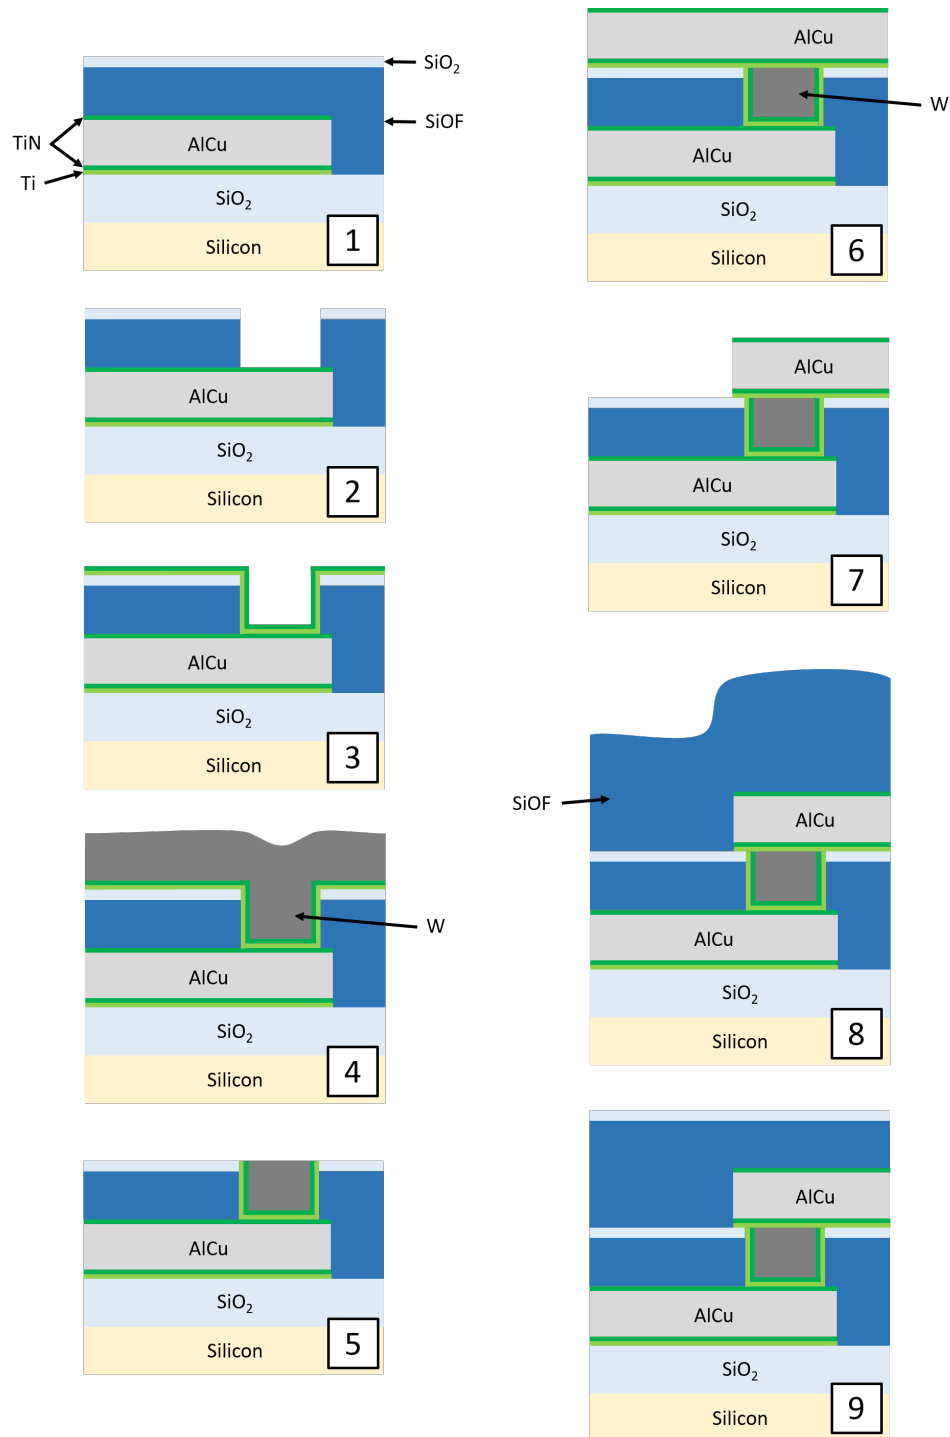 SiO₂
SiOF
TiN
AlCu
Ti
SiO₂
Silicon
1
AlCu
SiO₂
Silicon
2
AlCu
SiO₂
Silicon
3
W
AlCu
SiO₂
Silicon
4
AlCu
SiO₂
Silicon
5
AlCu
W
AlCu
SiO₂
Silicon
6
AlCu
AlCu
SiO₂
Silicon
7
SiOF
AlCu
AlCu
SiO₂
Silicon
8
AlCu
AlCu
SiO₂
Silicon
9